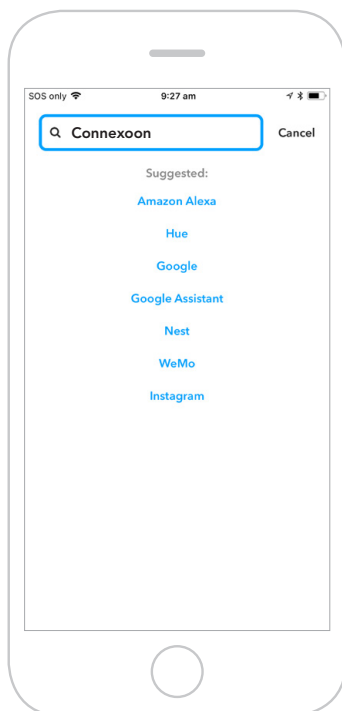 SOS only 9:27 am
Connexoon Cancel
Suggested:
Amazon Alexa
Hue
Google
Google Assistant
Nest
WeMo
Instagram